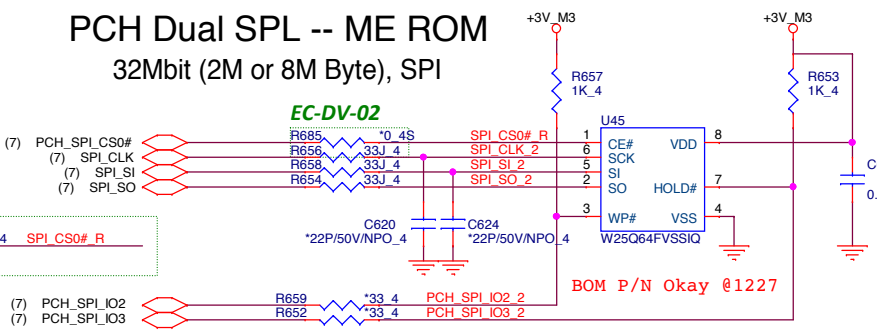 PCH Dual SPL -- ME ROM
32Mbit (2M or 8M Byte), SPI
+3V_M3
+3V_M3
R657
1K_4
R653
1K_4
EC-DV-02
U45
(7) PCH_SPI_CS0# R685 *0_4S SPI_CS0#_R 1 CE# VDD 8
(7) SPI_CLK R656 33J_4 SPI_CLK_2 6 SCK
(7) SPI_SI R658 33J_4 SPI_SI_2 5 SI
(7) SPI_SO R654 33J_4 SPI_SO_2 2 SO HOLD# 7
3 WP# VSS 4
W25Q64FVSSIQ
C
0.
C620
*22P/50V/NPO_4
C624
*22P/50V/NPO_4
4 SPI_CS0#_R
BOM P/N Okay @1227
(7) PCH_SPI_IO2 R659 *33_4 PCH_SPI_IO2_2
(7) PCH_SPI_IO3 R652 *33_4 PCH_SPI_IO3_2